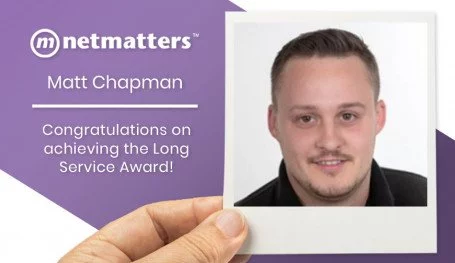 m netmatters™
Matt Chapman
Congratulations on
achieving the Long
Service Award!